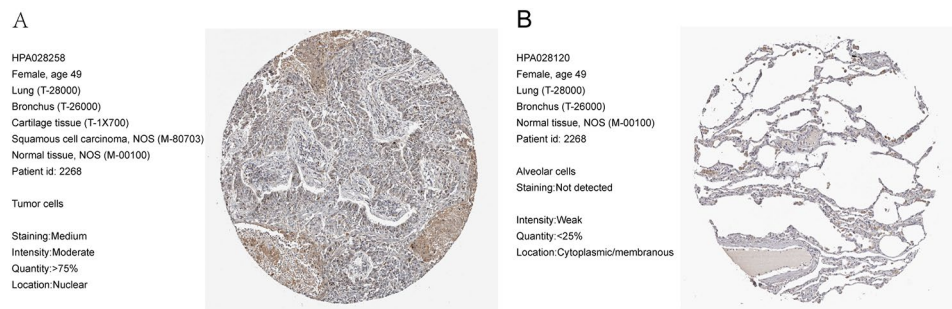 A
HPA028258
Female, age 49
Lung (T-28000)
Bronchus (T-26000)
Cartilage tissue (T-1X700)
Squamous cell carcinoma, NOS (M-80703)
Normal tissue, NOS (M-00100)
Patient id: 2268
Tumor cells
Staining:Medium
Intensity:Moderate
Quantity:>75%
Location:Nuclear
B
HPA028120
Female, age 49
Lung (T-28000)
Bronchus (T-26000)
Normal tissue, NOS (M-00100)
Patient id: 2268
Alveolar cells
Staining:Not detected
Intensity:Weak
Quantity:<25%
Location:Cytoplasmic/membranous